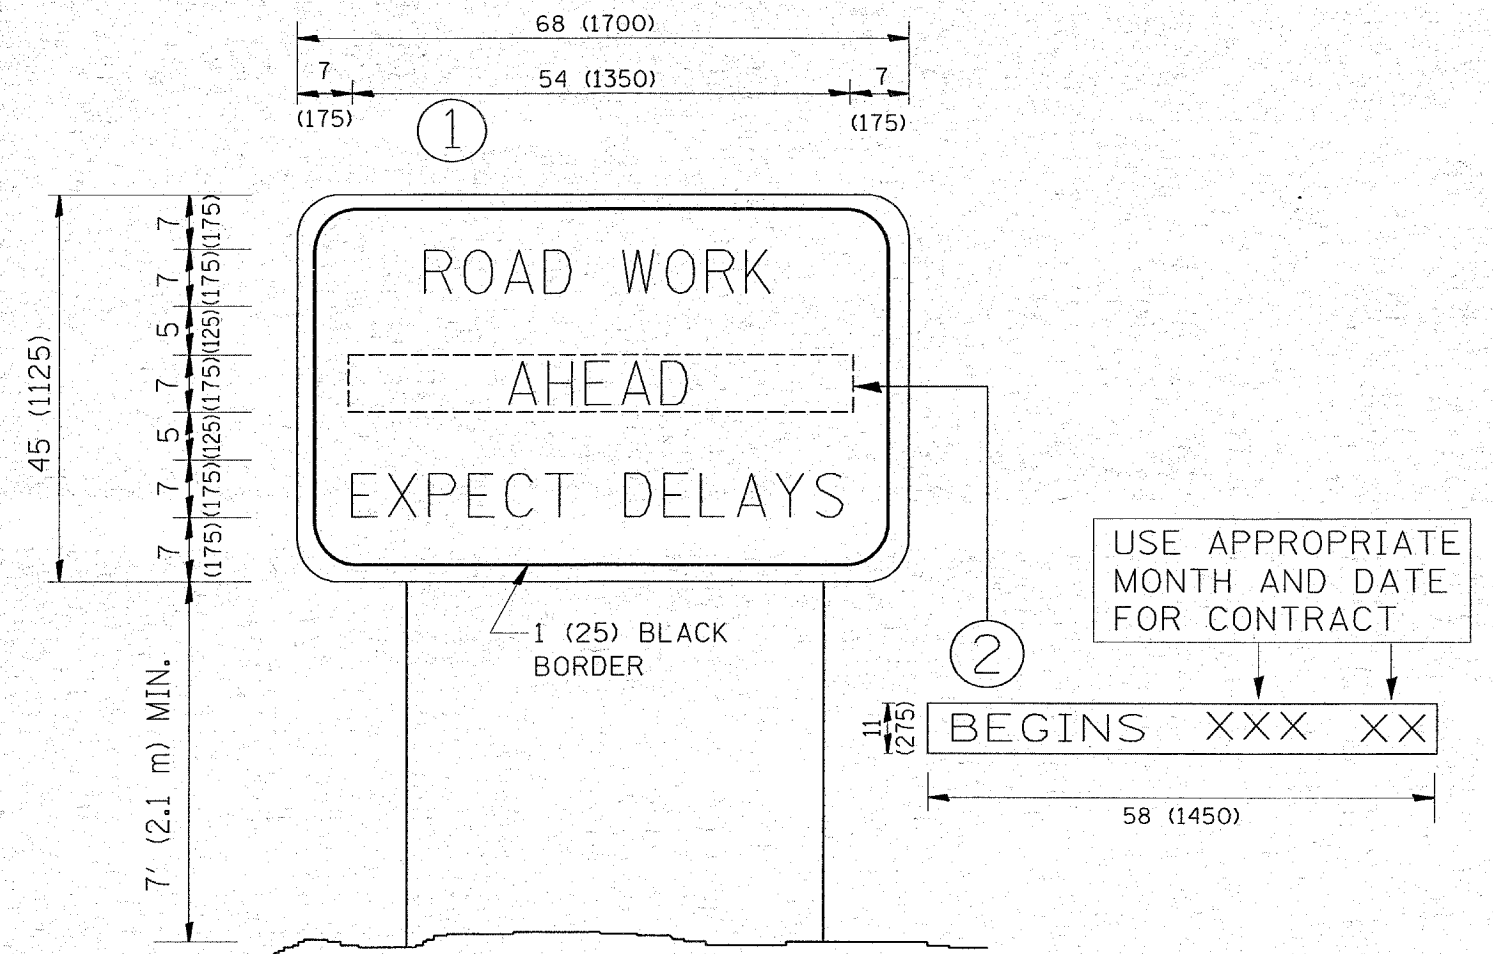 68 (1700)
7 54 (1350) 7
(175) (175)
1
45 (1125)
7 (175)
7 (175)
5 (125)
7 (175)
5 (125)
7 (175)
7 (175)
ROAD WORK
AHEAD
EXPECT DELAYS
1 (25) BLACK
BORDER
7' (2.1 m) MIN.
USE APPROPRIATE
MONTH AND DATE
FOR CONTRACT
2
11
(275)
BEGINS XXX XX
58 (1450)